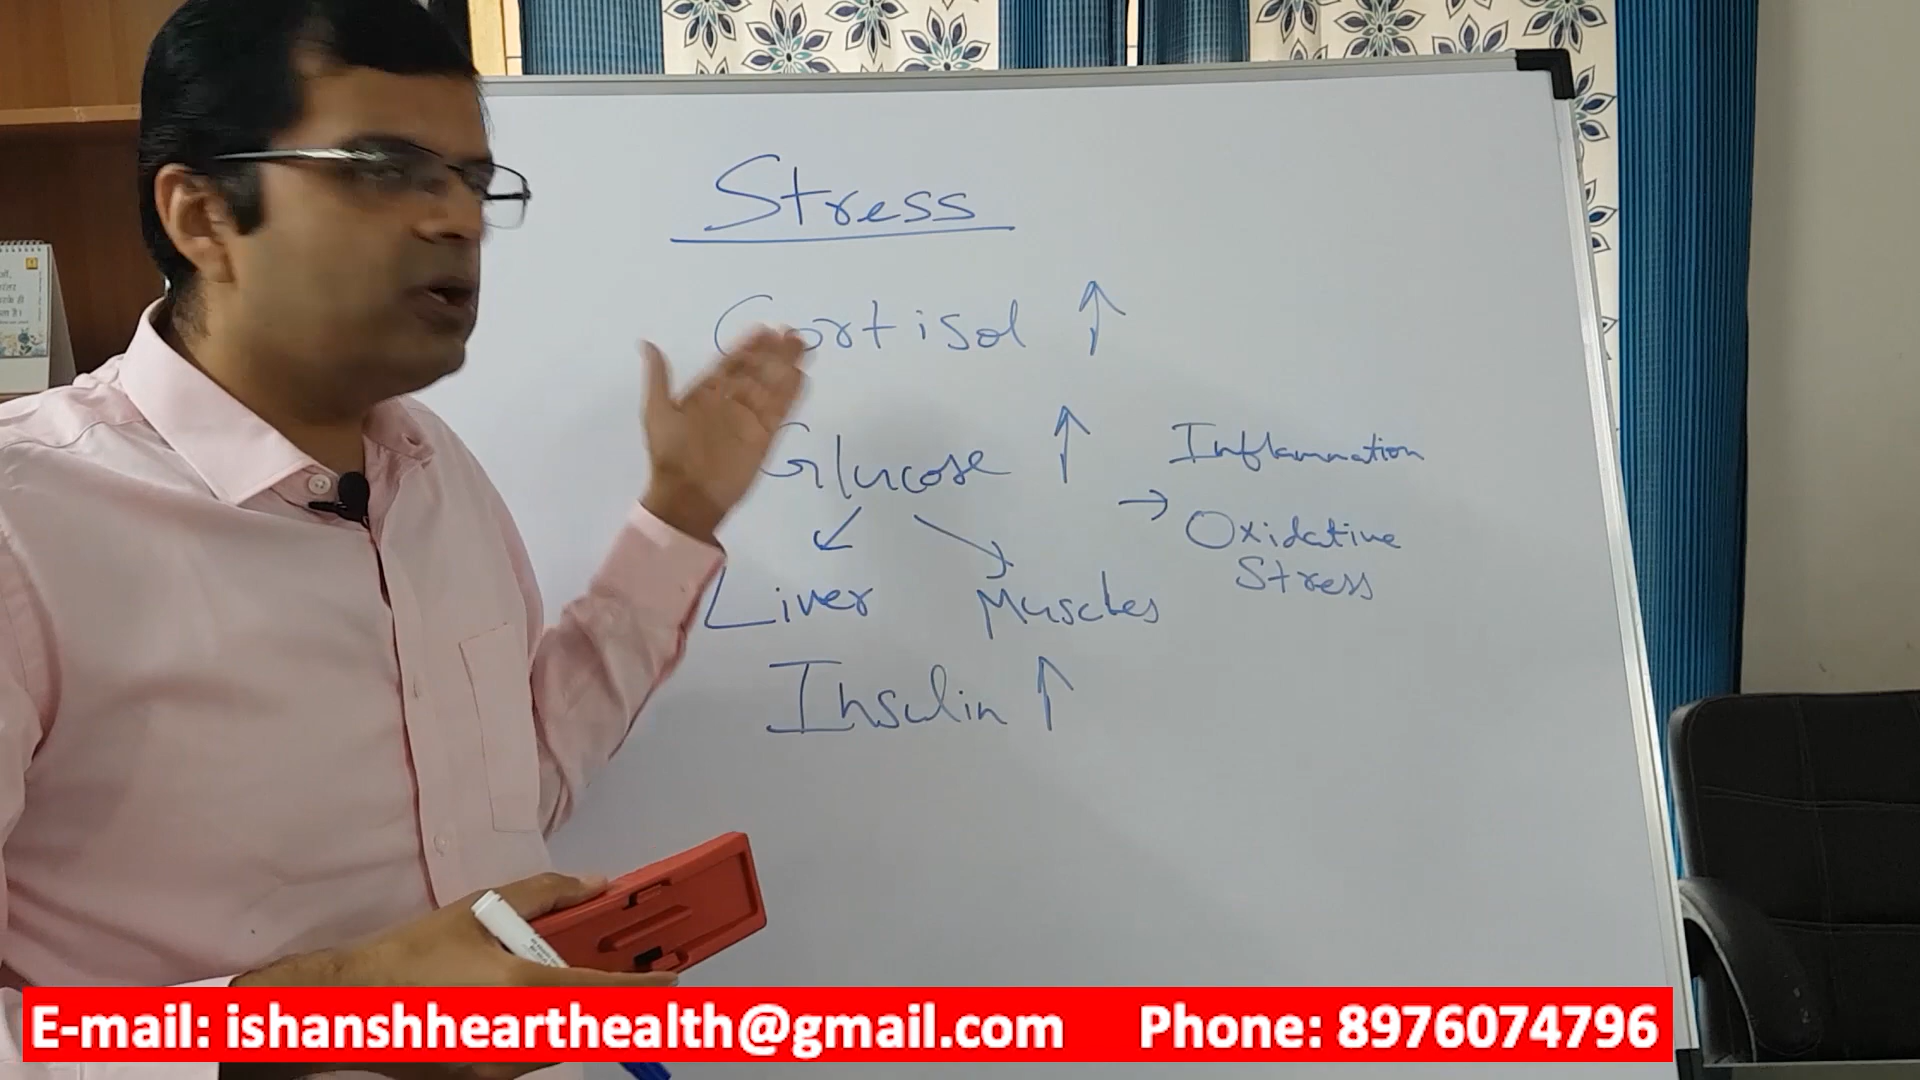 Stress
Cortisol ↑
Glucose ↑
Inflammation
→ Oxidative
Stress
Liver Muscles
Insulin ↑
E-mail: ishanshhearthealth@gmail.com Phone: 8976074796